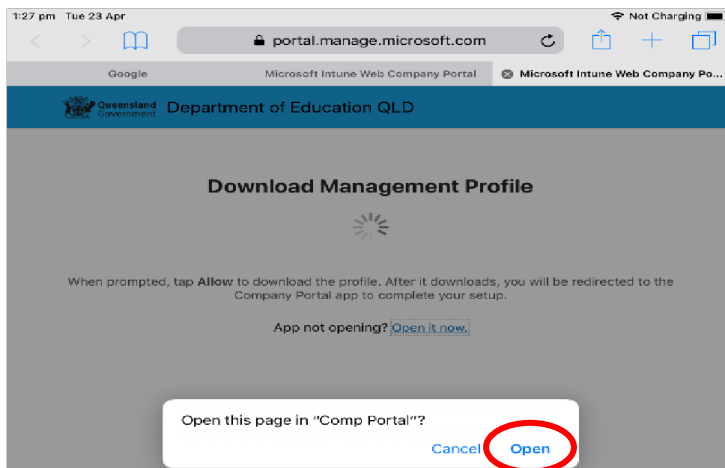 1:27 pm Tue 23 Apr Not Charging
portal.manage.microsoft.com
Google Microsoft Intune Web Company Portal Microsoft Intune Web Company Po...
Queensland
Government
Department of Education QLD
Download Management Profile
When prompted, tap Allow to download the profile. After it downloads, you will be redirected to the
Company Portal app to complete your setup.
App not opening? Open it now.
Open this page in “Comp Portal”?
Cancel Open